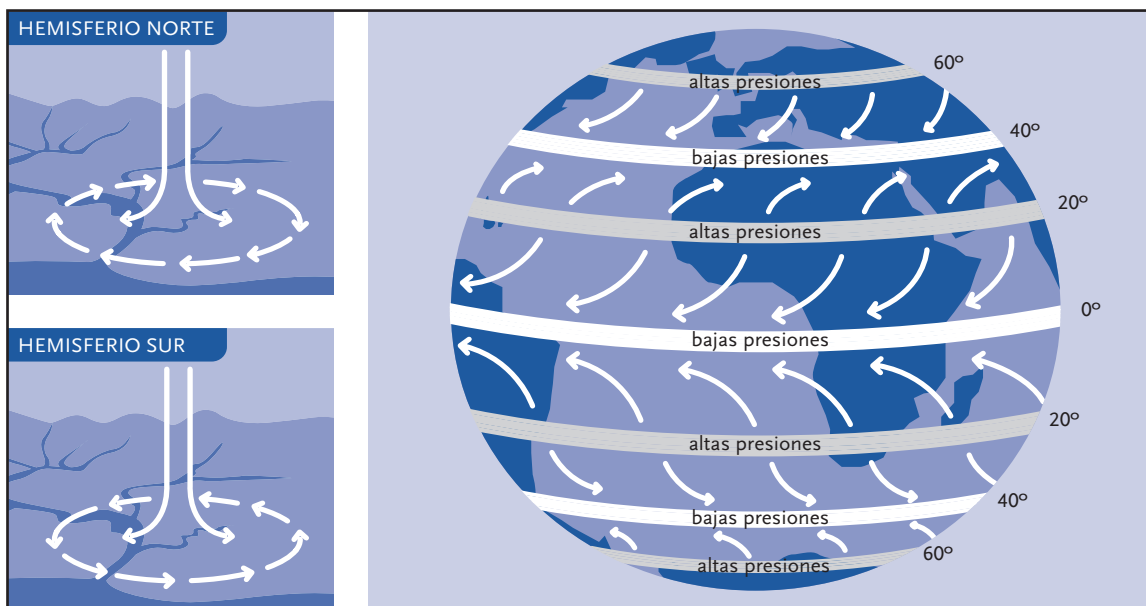 HEMISFERIO NORTE
HEMISFERIO SUR
60º
altas presiones
40º
bajas presiones
20º
altas presiones
0º
bajas presiones
20º
altas presiones
40º
bajas presiones
60º
altas presiones